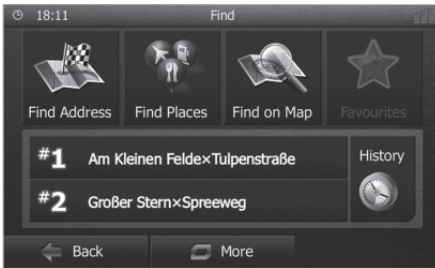 18:11 Find
Find Address Find Places Find on Map Favourites
#1 Am Kleinen Felde×Tulpenstraße History
#2 Großer Stern×Spreeweg
Back More